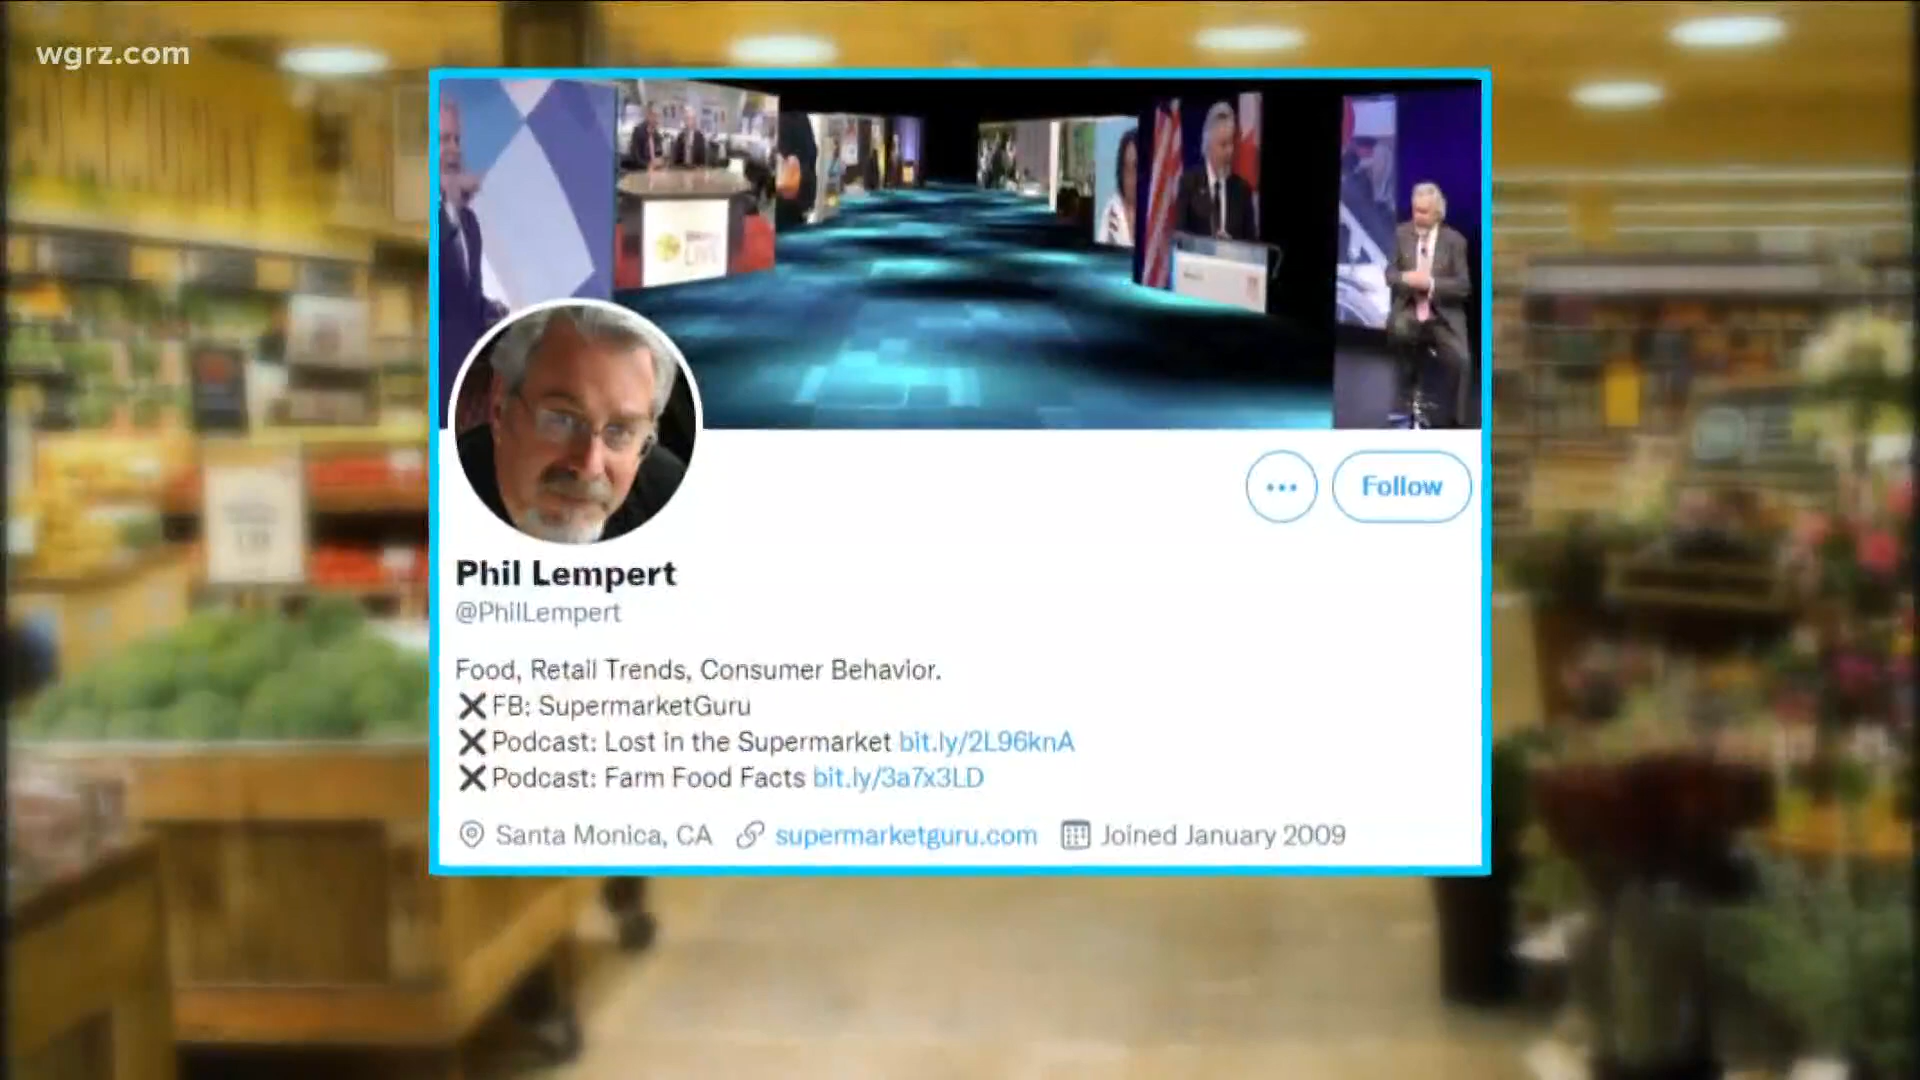 wgrz.com
Follow
Phil Lempert
@PhilLempert
Food, Retail Trends, Consumer Behavior.
FB: SupermarketGuru
Podcast: Lost in the Supermarket bit.ly/2L96knA
Podcast: Farm Food Facts bit.ly/3a7x3LD
Santa Monica, CA supermarketguru.com Joined January 2009